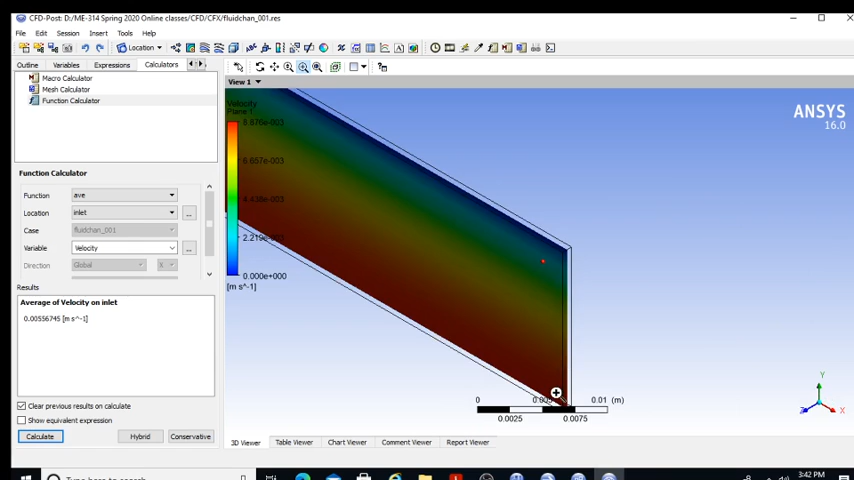 CFD-Post: D:/ME-314 Spring 2020 Online classes/CFD/CFX/fluidchan_001.res
File Edit Session Insert Tools Help
Location
Outline Variables Expressions Calculators
Macro Calculator
Mesh Calculator
Function Calculator
Function Calculator
Function ave
Location inlet
Case fluidchan_001
Variable Velocity
Direction Global X
Results
Average of Velocity on inlet
0.00556745 [m s^-1]
Clear previous results on calculate
Show equivalent expression
Calculate Hybrid Conservative
View 1
Velocity
Plane 1
8.876e-003
6.657e-003
4.438e-003
2.219e-003
0.000e+000
[m s^-1]
ANSYS
16.0
0 0.01 (m)
0.0025 0.0075
Y
Z X
3D Viewer Table Viewer Chart Viewer Comment Viewer Report Viewer
Type here to search
3:42 PM